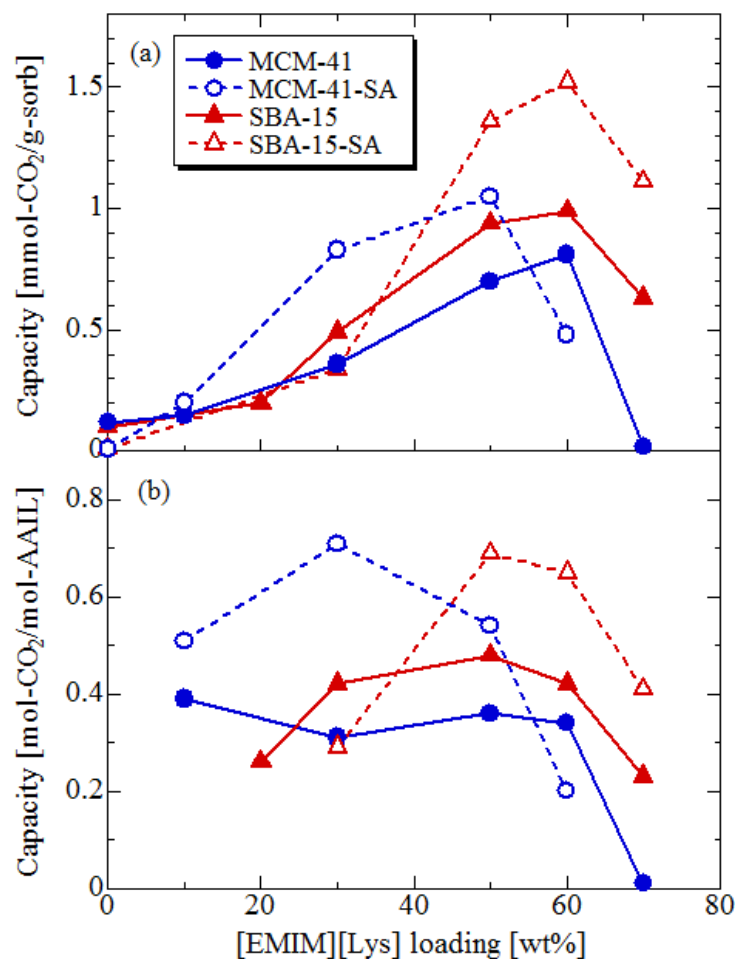 (a)
MCM-41
MCM-41-SA
SBA-15
SBA-15-SA
Capacity [mmol-CO₂/g-sorb]
1.5
1
0.5
0
(b)
Capacity [mol-CO₂/mol-AAIL]
0.8
0.6
0.4
0.2
0
0 20 40 60 80
[EMIM][Lys] loading [wt%]